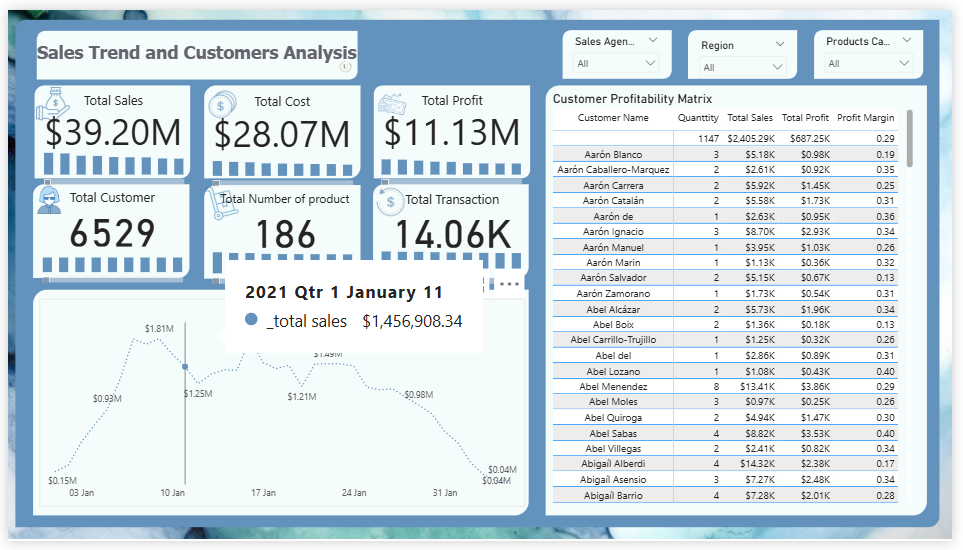 Sales Trend and Customers Analysis
Sales Agen...
All
Region
All
Products Ca...
All
Total Sales
$39.20M
Total Cost
$28.07M
Total Profit
$11.13M
Total Customer
6529
Total Number of product
186
Total Transaction
14.06K
2021 Qtr 1 January 11
_total sales $1,456,908.34
$1.81M
$1.49M
$0.93M
$1.25M
$1.21M
$0.98M
$0.15M
$0.04M
$0.04M
03 Jan 10 Jan 17 Jan 24 Jan 31 Jan
Customer Profitability Matrix
Customer Name Quanttity Total Sales Total Profit Profit Margin
1147 $2,405.29K $687.25K 0.29
Aarón Blanco 3 $5.18K $0.98K 0.19
Aarón Caballero-Marquez 2 $2.61K $0.92K 0.35
Aarón Carrera 2 $5.92K $1.45K 0.25
Aarón Catalán 2 $5.58K $1.73K 0.31
Aarón de 1 $2.63K $0.95K 0.36
Aarón Ignacio 3 $8.70K $2.93K 0.34
Aarón Manuel 1 $3.95K $1.03K 0.26
Aarón Marin 1 $1.13K $0.36K 0.32
Aarón Salvador 2 $5.15K $0.67K 0.13
Aarón Zamorano 1 $1.73K $0.54K 0.31
Abel Alcázar 2 $5.73K $1.96K 0.34
Abel Boix 2 $1.36K $0.18K 0.13
Abel Carrillo-Trujillo 1 $1.25K $0.32K 0.26
Abel del 1 $2.86K $0.89K 0.31
Abel Lozano 1 $1.08K $0.43K 0.40
Abel Menendez 8 $13.41K $3.86K 0.29
Abel Moles 3 $0.97K $0.25K 0.26
Abel Quiroga 2 $4.94K $1.47K 0.30
Abel Sabas 4 $8.82K $3.53K 0.40
Abel Villegas 2 $2.41K $0.82K 0.34
Abigaíl Alberdi 4 $14.32K $2.38K 0.17
Abigaíl Asensio 3 $7.27K $2.48K 0.34
Abigaíl Barrio 4 $7.28K $2.01K 0.28